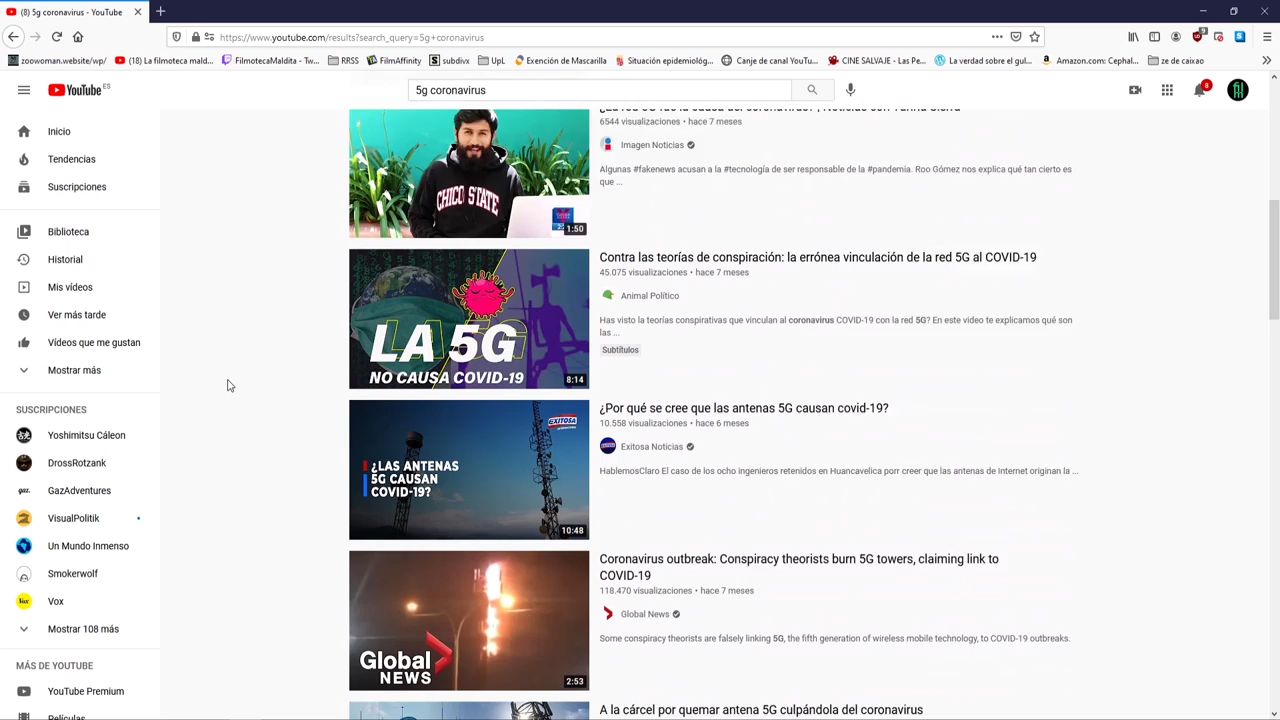 (8) 5g coronavirus - YouTube
https://www.youtube.com/results?search_query=5g+coronavirus
zoowoman.website/wp/
(18) La filmoteca mald...
FilmotecaMaldita - Tw...
RRSS
FilmAffinity
subdivx
UpL
Exención de Mascarilla
Situación epidemiológ...
Canje de canal YouTu...
CINE SALVAJE - Las Pe...
La verdad sobre el gul...
Amazon.com: Cephal...
ze de caixao
YouTube ES
5g coronavirus
8
Inicio
Tendencias
Suscripciones
Biblioteca
Historial
Mis vídeos
Ver más tarde
Vídeos que me gustan
Mostrar más
SUSCRIPCIONES
Yoshimitsu Cáleon
DrossRotzank
GazAdventures
VisualPolitik
Un Mundo Inmenso
Smokerwolf
Vox
Mostrar 108 más
MÁS DE YOUTUBE
YouTube Premium
Películas
CHICO STATE
1:50
6544 visualizaciones • hace 7 meses
Imagen Noticias
Algunas #fakenews acusan a la #tecnología de ser responsable de la #pandemia. Roo Gómez nos explica qué tan cierto es
que ...
LA 5G
NO CAUSA COVID-19
8:14
Contra las teorías de conspiración: la errónea vinculación de la red 5G al COVID-19
45.075 visualizaciones • hace 7 meses
Animal Político
Has visto la teorías conspirativas que vinculan al coronavirus COVID-19 con la red 5G? En este video te explicamos qué son
las ...
Subtítulos
EXITOSA
¿LAS ANTENAS
5G CAUSAN
COVID-19?
10:48
¿Por qué se cree que las antenas 5G causan covid-19?
10.558 visualizaciones • hace 6 meses
Exitosa Noticias
HablemosClaro El caso de los ocho ingenieros retenidos en Huancavelica porr creer que las antenas de Internet originan la ...
Global
NEWS
2:53
Coronavirus outbreak: Conspiracy theorists burn 5G towers, claiming link to
COVID-19
118.470 visualizaciones • hace 7 meses
Global News
Some conspiracy theorists are falsely linking 5G, the fifth generation of wireless mobile technology, to COVID-19 outbreaks.
A la cárcel por quemar antena 5G culpándola del coronavirus